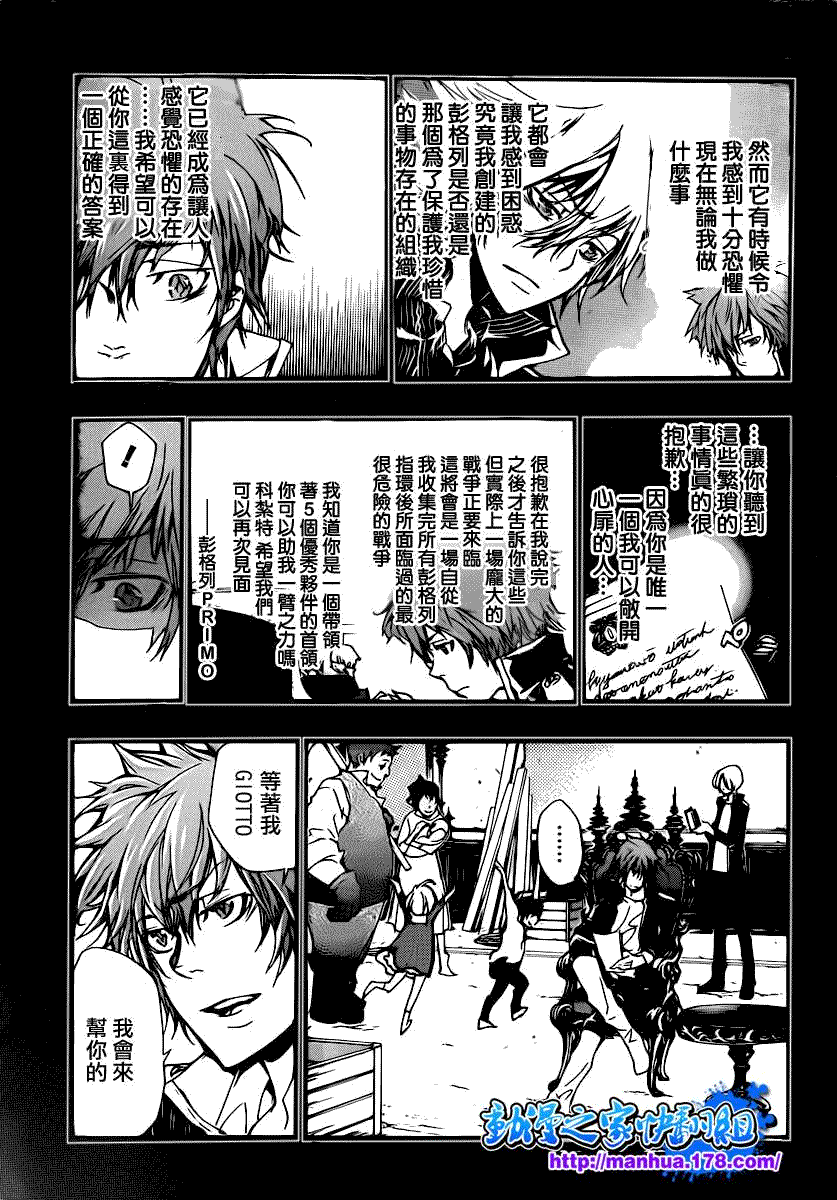 然而它有時候令
我感到十分恐懼
現在無論我做
什麼事
它都會
讓我感到困惑
究竟我創建的
彭格列是否還是
那個為了保護我珍惜
的事物存在的組織
它已經成為讓人
感覺恐懼的存在
……我希望可以
從你這裏得到
一個正確的答案
…讓你聽到
這些繁瑣的
事情真的很
抱歉…
因為你是唯一
一個我可以敞開
心扉的人…
很抱歉在我說完
之後才告訴你這些
但實際上一場龐大的
戰爭正要來臨
這將會是一場自從
我收集完所有彭格列
指環後所面臨過的最
很危險的戰爭
我知道你是一個帶領
著5個優秀夥伴的首領
你可以助我一臂之力嗎
科紮特 希望我們
可以再次見面
——彭格列PRIMO
！
……
等著我
GIOTTO
我會來
幫你的
動漫之家快翻組
http://manhua.178.com/